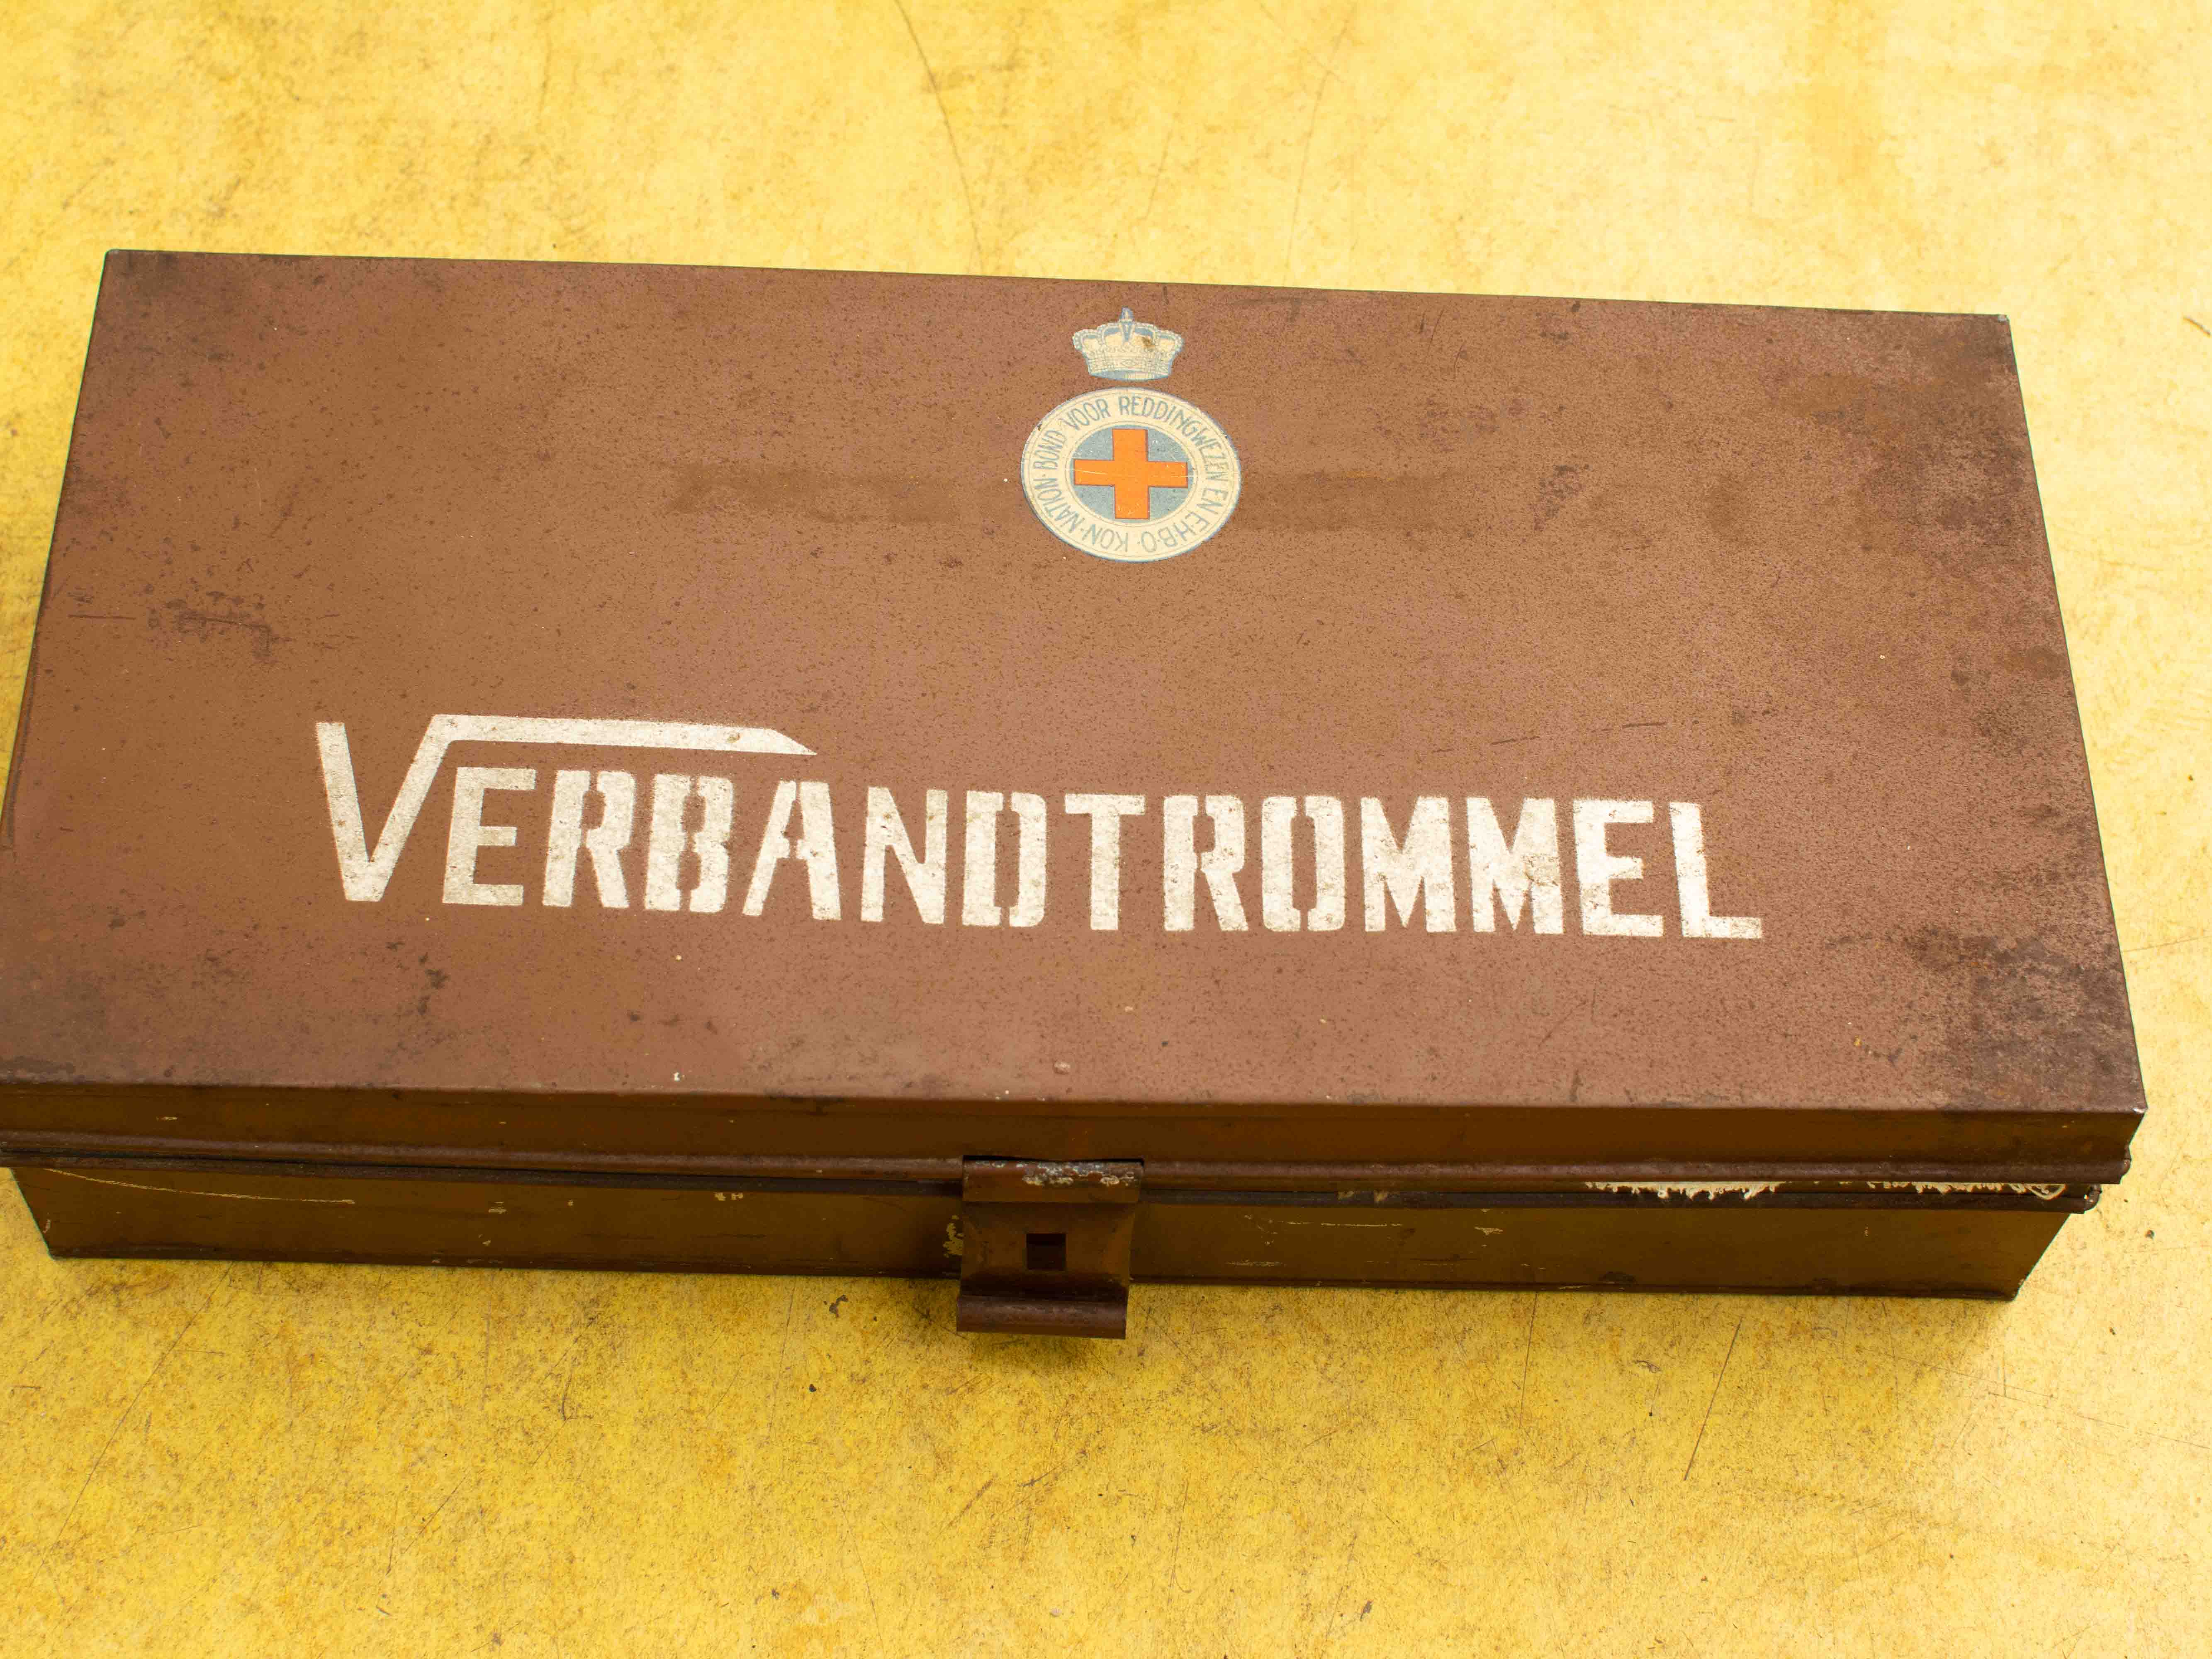 KON· NATION· BOND VOOR REDDINGWEZEN EN E·H·B·O·
VERBANDTROMMEL